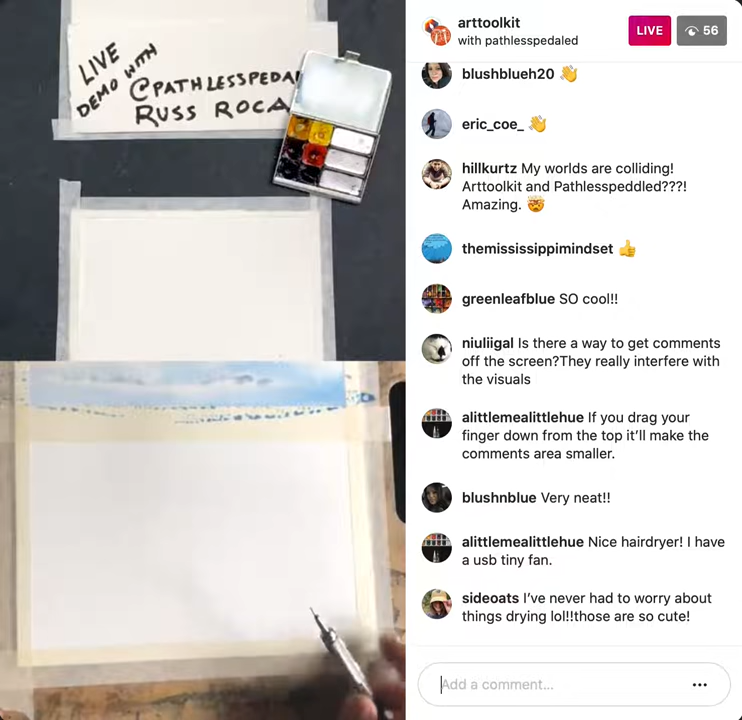 LIVE
DEMO WITH
@PATHLESSPEDA
RUSS ROCA
arttoolkit
with pathlesspedaled
LIVE
56
blushblueh20 👋
eric_coe_ 👋
hillkurtz My worlds are colliding!
Arttoolkit and Pathlesspeddled???!
Amazing. 🤯
themississippimindset 👍
greenleafblue SO cool!!
niuliigal Is there a way to get comments
off the screen?They really interfere with
the visuals
alittlemealittlehue If you drag your
finger down from the top it'll make the
comments area smaller.
blushnblue Very neat!!
alittlemealittlehue Nice hairdryer! I have
a usb tiny fan.
sideoats I've never had to worry about
things drying lol!!those are so cute!
Add a comment...